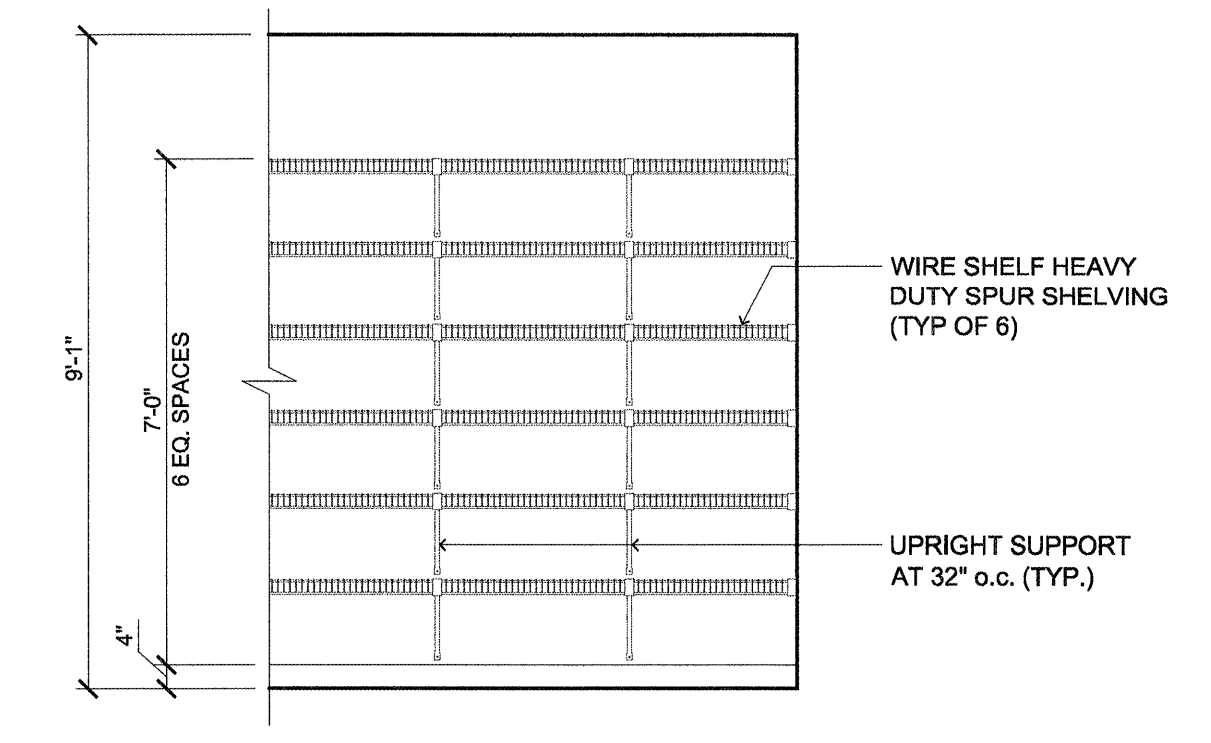 9'-1"
7'-0"
6 EQ. SPACES
4"
WIRE SHELF HEAVY
DUTY SPUR SHELVING
(TYP OF 6)
UPRIGHT SUPPORT
AT 32" o.c. (TYP.)